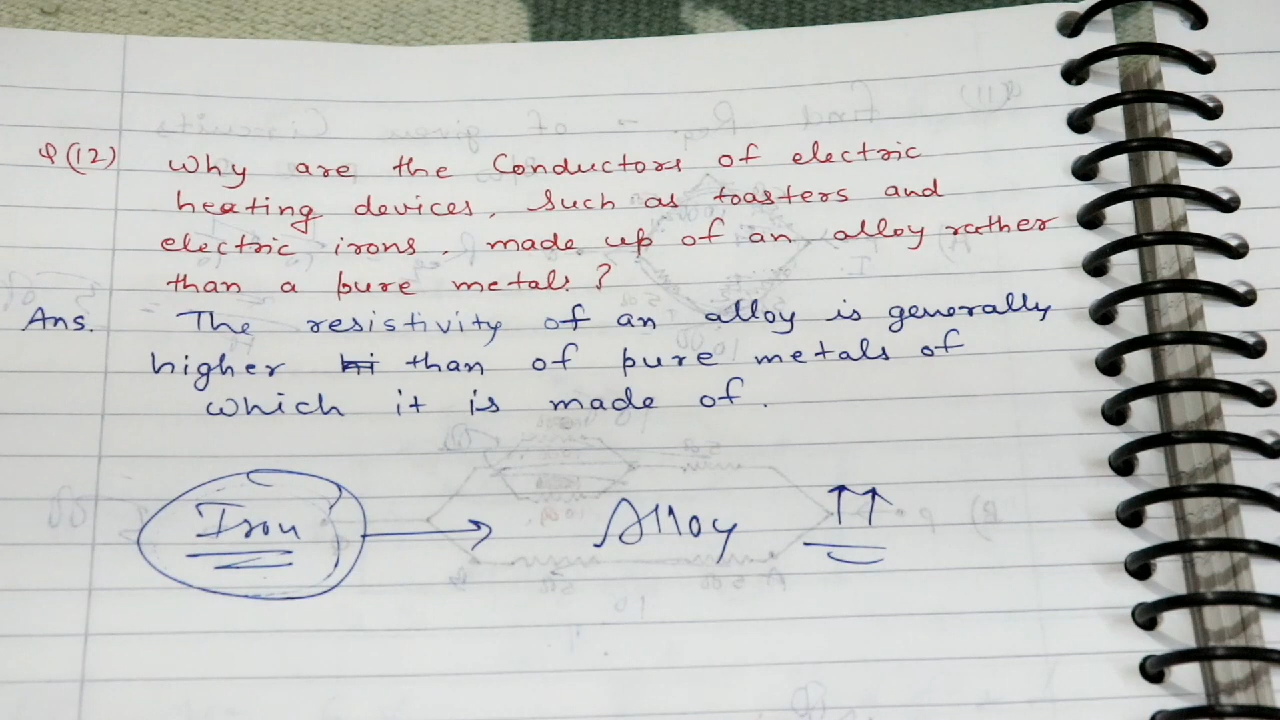 Q(12) Why are the Conductors of electric
heating devices, Such as toasters and
electric irons, made up of an alloy rather
than a pure metals ?
Ans. The resistivity of an alloy is generally
higher than of pure metals of
which it is made of.
Iron → Alloy ↑↑